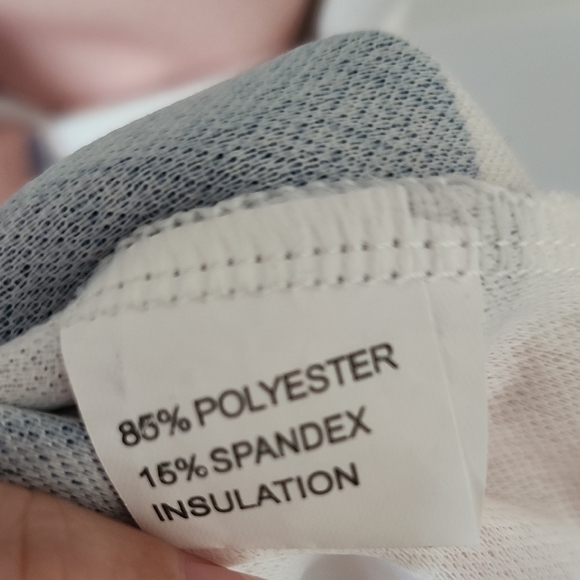 85% POLYESTER
15% SPANDEX
INSULATION